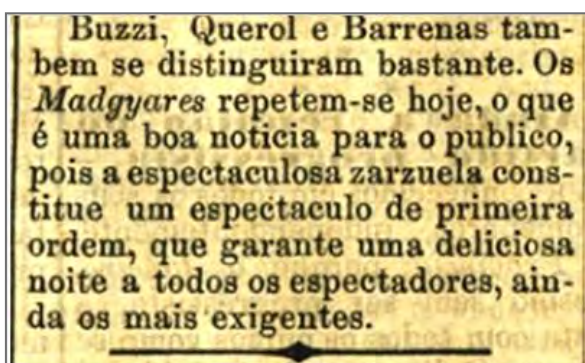 Buzzi, Querol e Barrenas tam-
bem se distinguiram bastante. Os
Madgyares repetem-se hoje, o que
é uma boa noticia para o publico,
pois a espectaculosa zarzuela cons-
titue um espectaculo de primeira
ordem, que garante uma deliciosa
noite a todos os espectadores, ain-
da os mais exigentes.